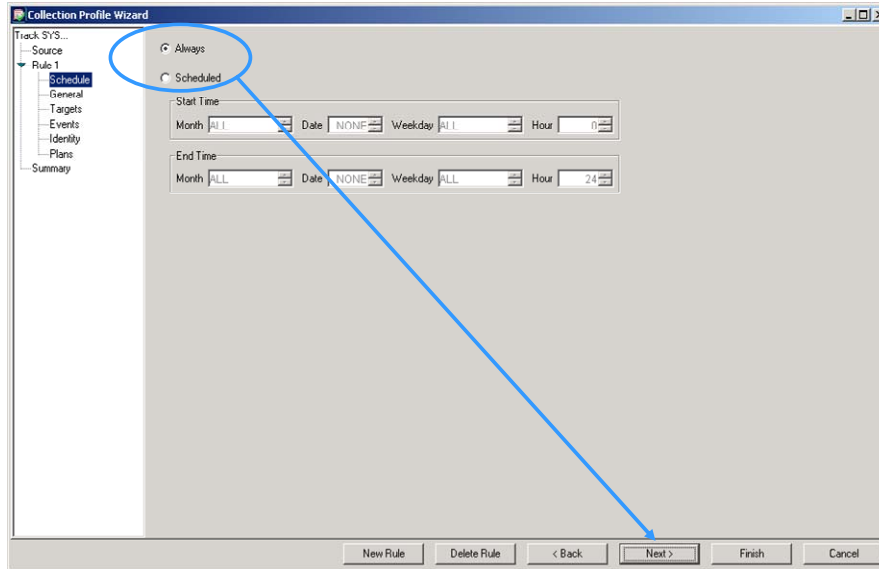 Collection Profile Wizard
Track SYS...
Source
Rule 1
Schedule
General
Targets
Events
Identity
Plans
Summary
Always
Scheduled
Start Time
Month ALL Date NONE Weekday ALL Hour 0
End Time
Month ALL Date NONE Weekday ALL Hour 24
New Rule Delete Rule < Back Next > Finish Cancel